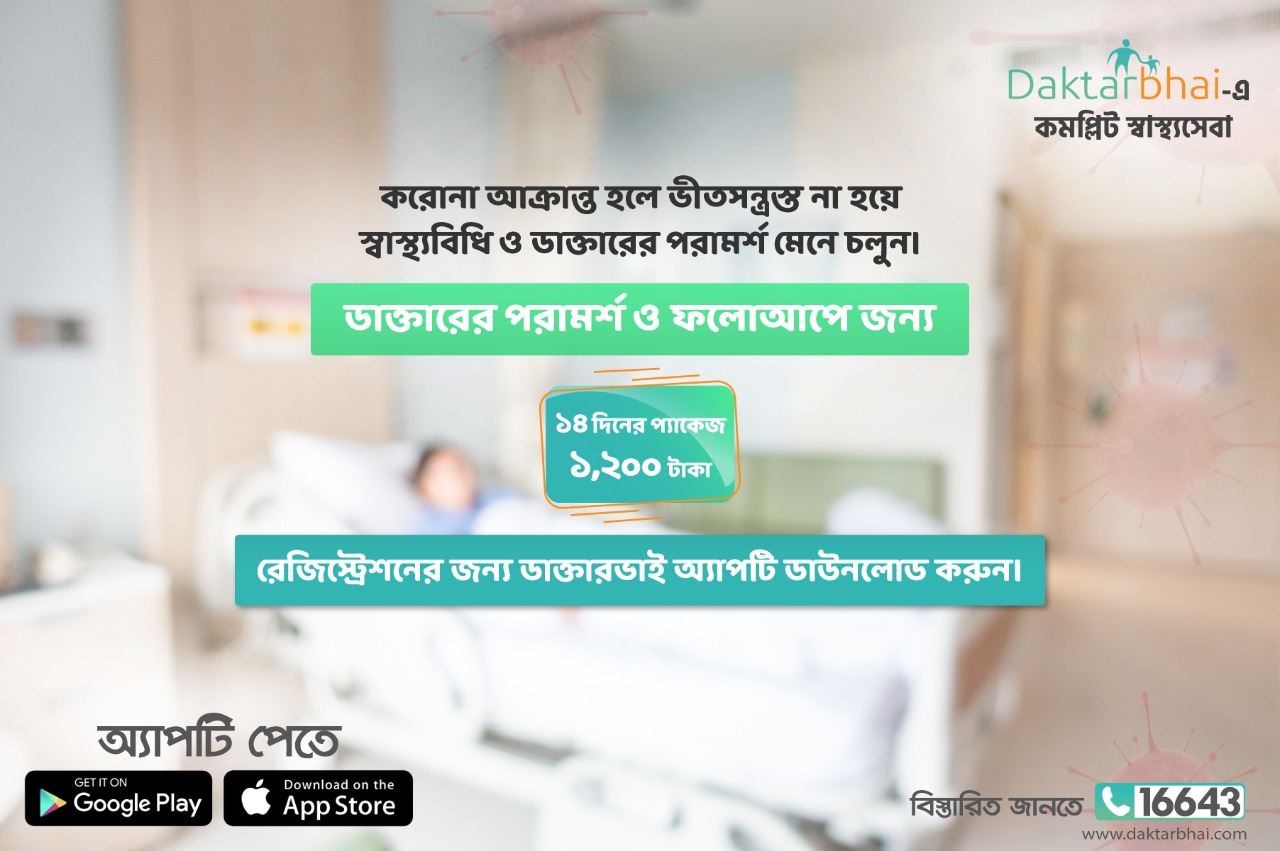 Daktarbhai-এ
কমপ্লিট স্বাস্থ্যসেবা
করোনা আক্রান্ত হলে ভীতসন্ত্রস্ত না হয়ে
স্বাস্থ্যবিধি ও ডাক্তারের পরামর্শ মেনে চলুন।
ডাক্তারের পরামর্শ ও ফলোআপে জন্য
১৪ দিনের প্যাকেজ
১,২০০ টাকা
রেজিস্ট্রেশনের জন্য ডাক্তারভাই অ্যাপটি ডাউনলোড করুন।
অ্যাপটি পেতে
GET IT ON
Google Play
Download on the
App Store
বিস্তারিত জানতে 16643
www.daktarbhai.com